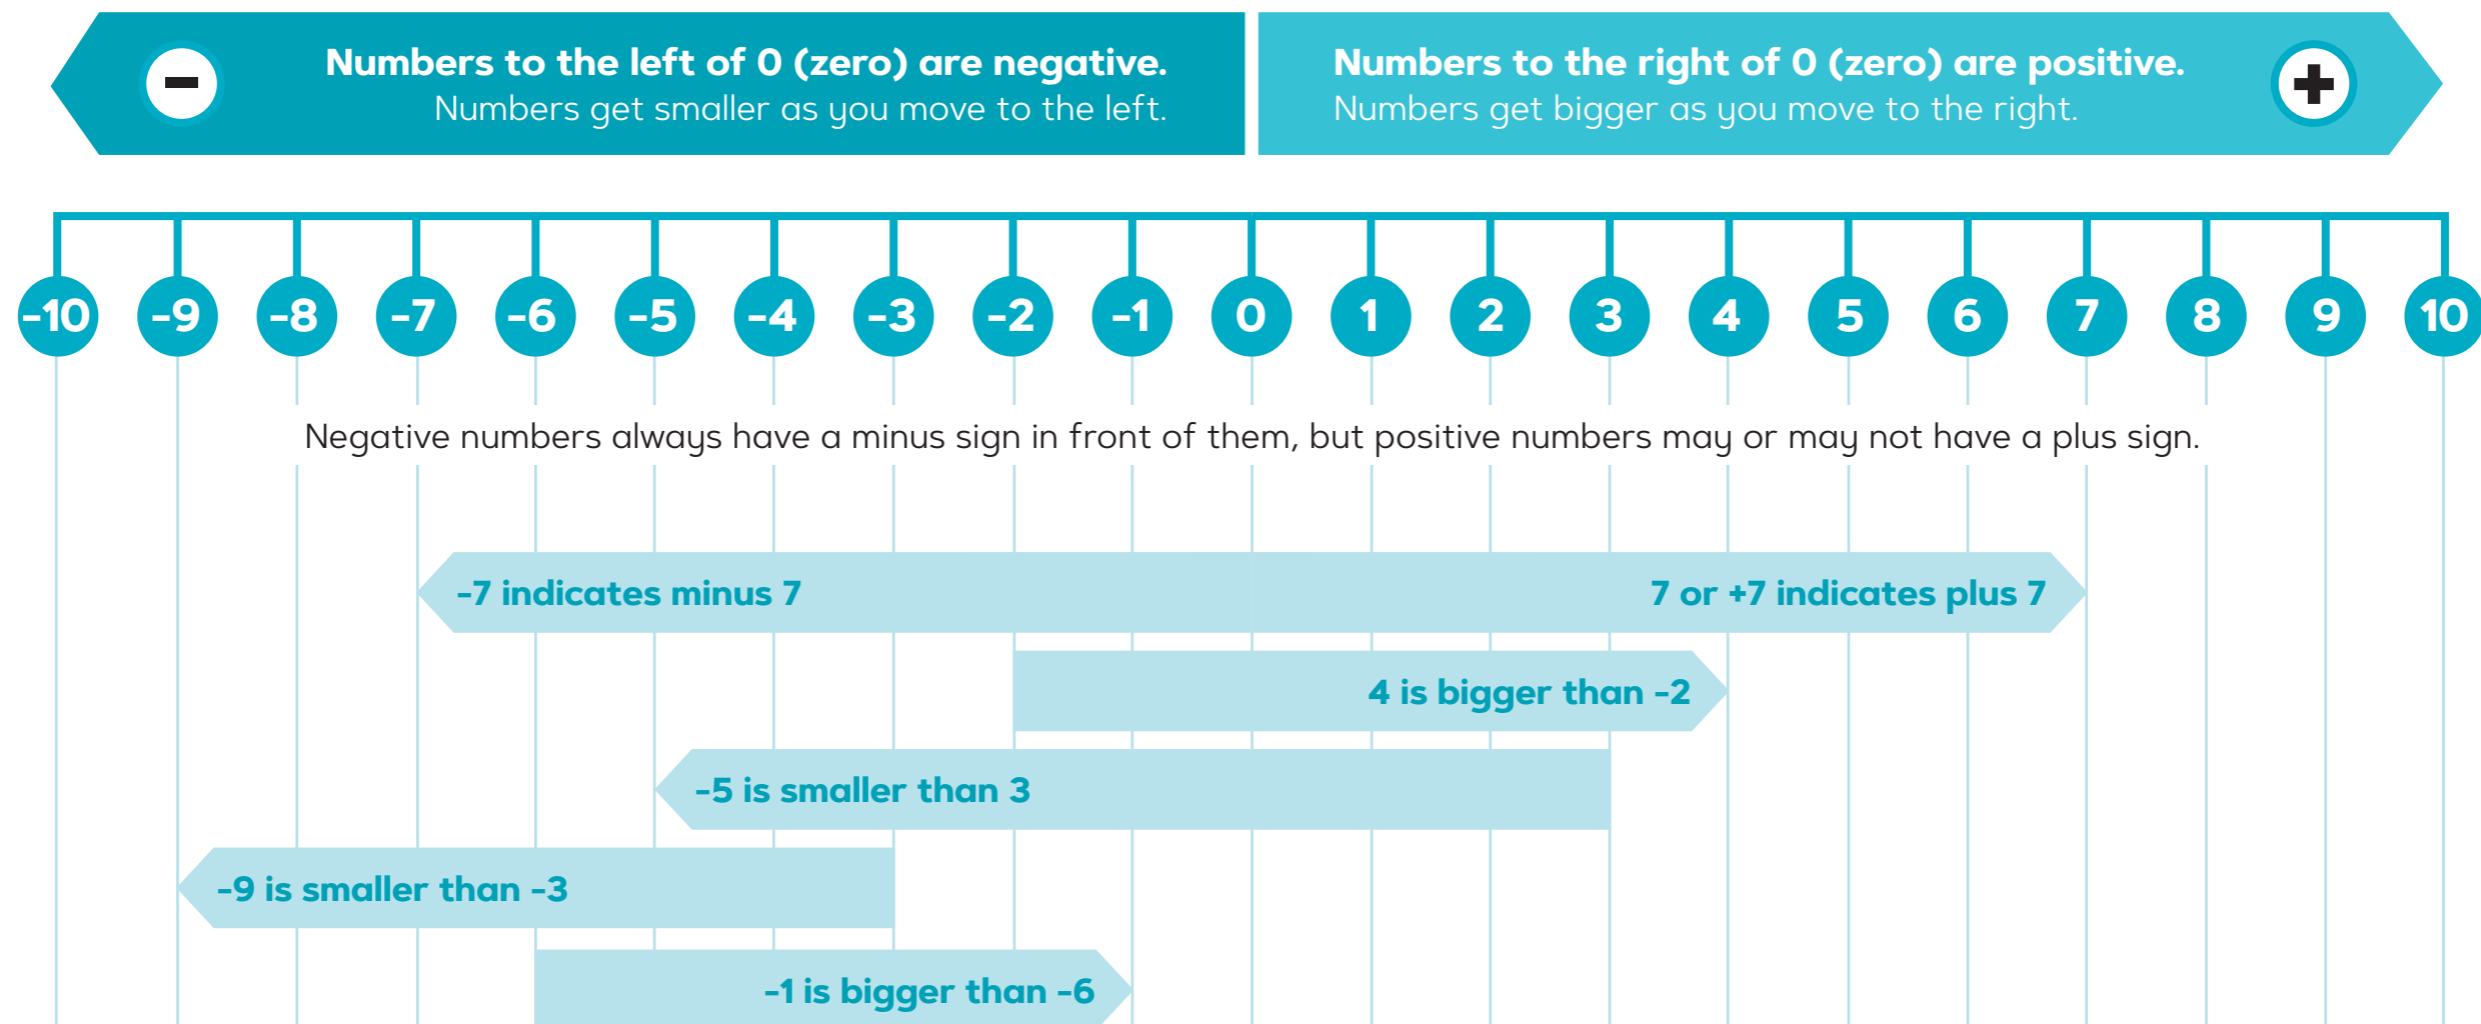 Numbers to the left of 0 (zero) are negative.
Numbers get smaller as you move to the left.
Numbers to the right of 0 (zero) are positive.
Numbers get bigger as you move to the right.
-10 -9 -8 -7 -6 -5 -4 -3 -2 -1 0 1 2 3 4 5 6 7 8 9 10
Negative numbers always have a minus sign in front of them, but positive numbers may or may not have a plus sign.
-7 indicates minus 7
7 or +7 indicates plus 7
4 is bigger than -2
-5 is smaller than 3
-9 is smaller than -3
-1 is bigger than -6